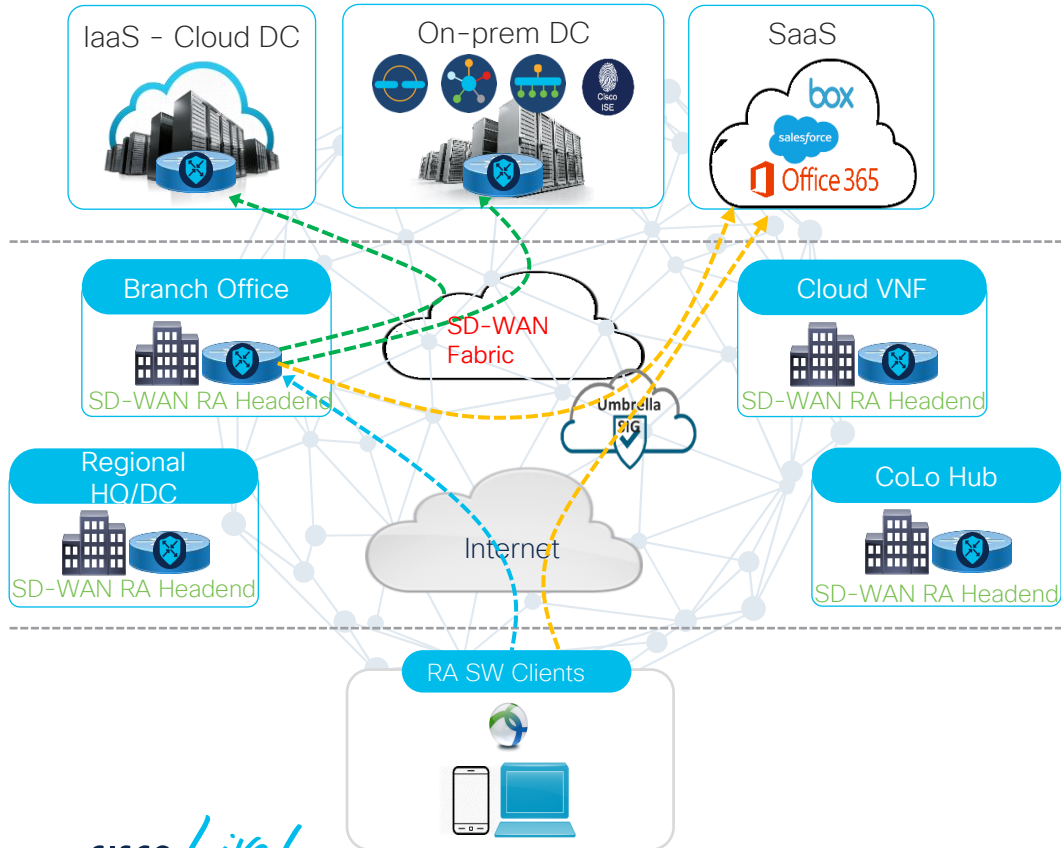 IaaS - Cloud DC
On-prem DC
SaaS
Cisco
ISE
box
salesforce
Office 365
Branch Office
SD-WAN RA Headend
SD-WAN
Fabric
Cloud VNF
SD-WAN RA Headend
Umbrella
SIG
Regional
HQ/DC
SD-WAN RA Headend
CoLo Hub
SD-WAN RA Headend
Internet
RA SW Clients
cisco Live!